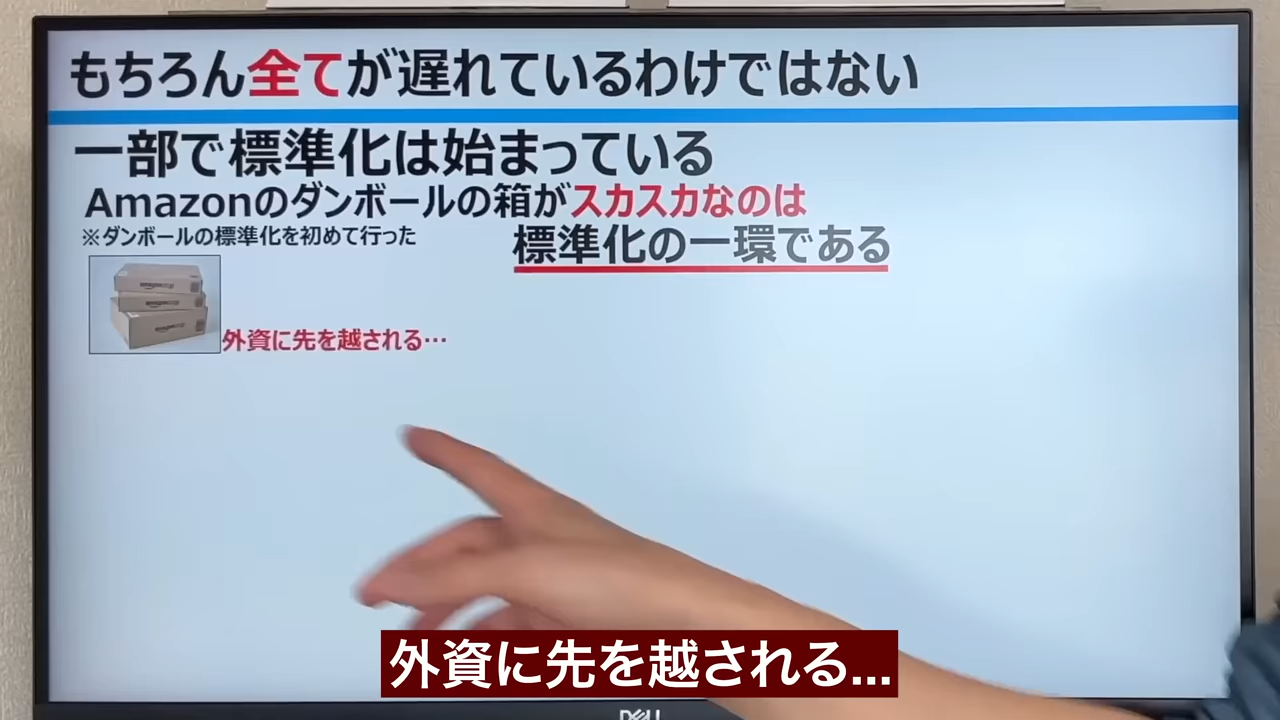 もちろん全てが遅れているわけではない
一部で標準化は始まっている
Amazonのダンボールの箱がスカスカなのは
※ダンボールの標準化を初めて行った
標準化の一環である
外資に先を越される…
外資に先を越される...
DELL